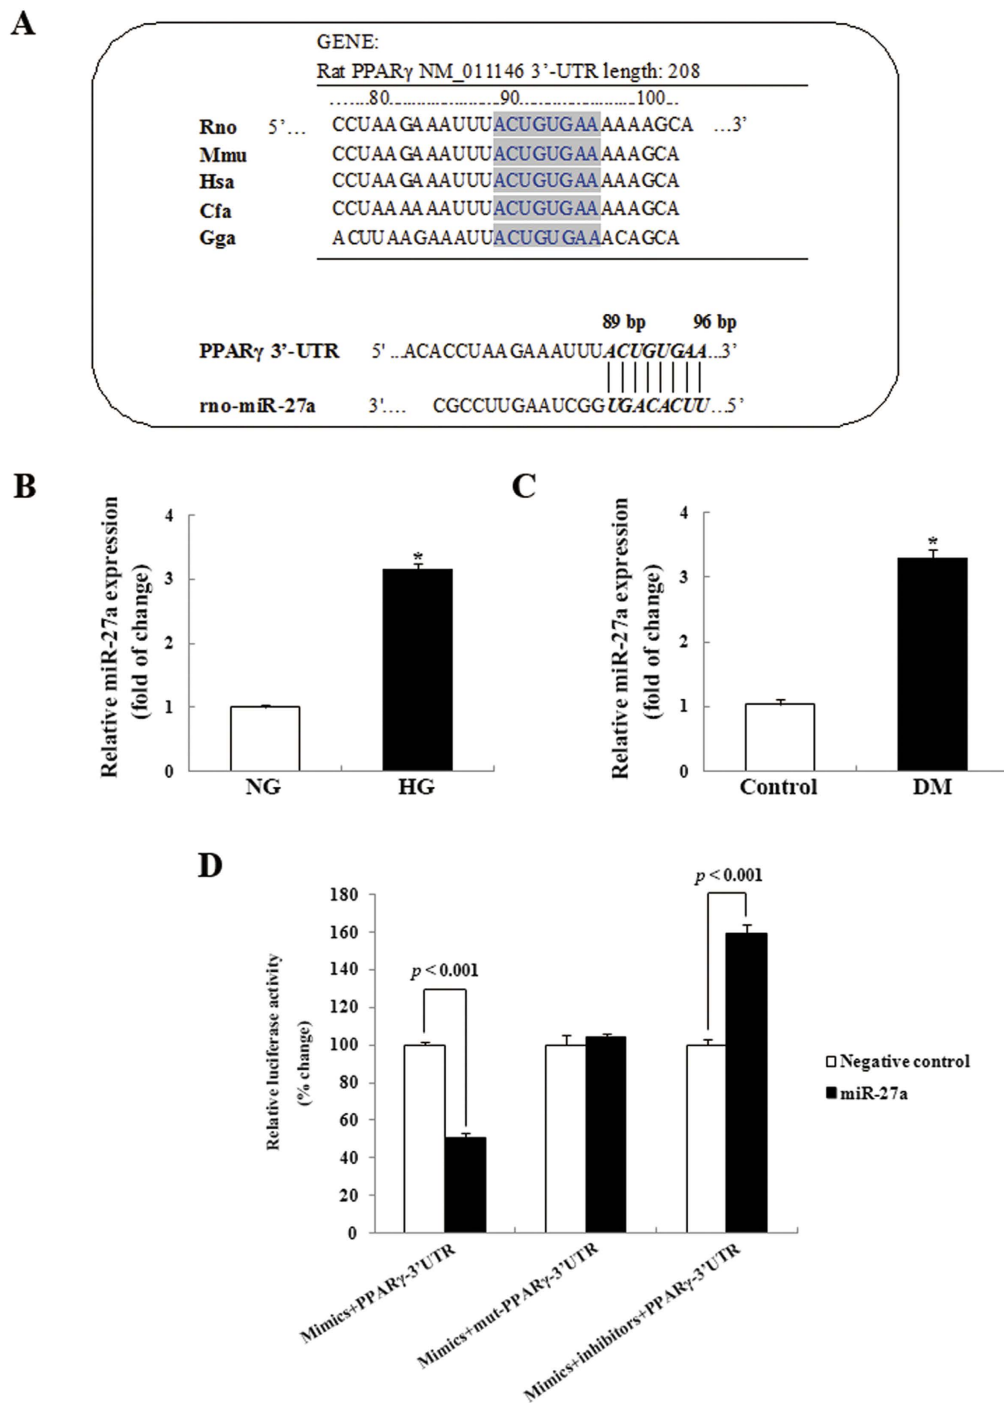 A
GENE:
Rat PPARγ NM_011146 3’-UTR length: 208
.......80......................90......................100.....
Rno 5’… CCUAAGAAAUUUACUGUGAAAAAAGCA …3’
Mmu CCUAAGAAAUUUACUGUGAAAAAGCA
Hsa CCUAAGAAAUUUACUGUGAAAAAGCA
Cfa CCUAAAAAAUUUACUGUGAAAAAGCA
Gga ACUUAAGAAAUUACUGUGAAACAGCA
89 bp 96 bp
PPARγ 3’-UTR 5' ...ACACCUAAGAAAUUUACUGUGAA...3’
rno-miR-27a 3'.... CGCCUUGAAUCGGUGACACUU...5’
B
Relative miR-27a expression
(fold of change)
4
3
2
1
0
*
NG HG
C
Relative miR-27a expression
(fold of change)
4
3
2
1
0
*
Control DM
D
Relative luciferase activity
(% change)
180
160
140
120
100
80
60
40
20
0
p < 0.001
p < 0.001
Negative control
miR-27a
Mimics+PPARγ-3’UTR
Mimics+mut-PPARγ-3’UTR
Mimics+inhibitors+PPARγ-3’UTR